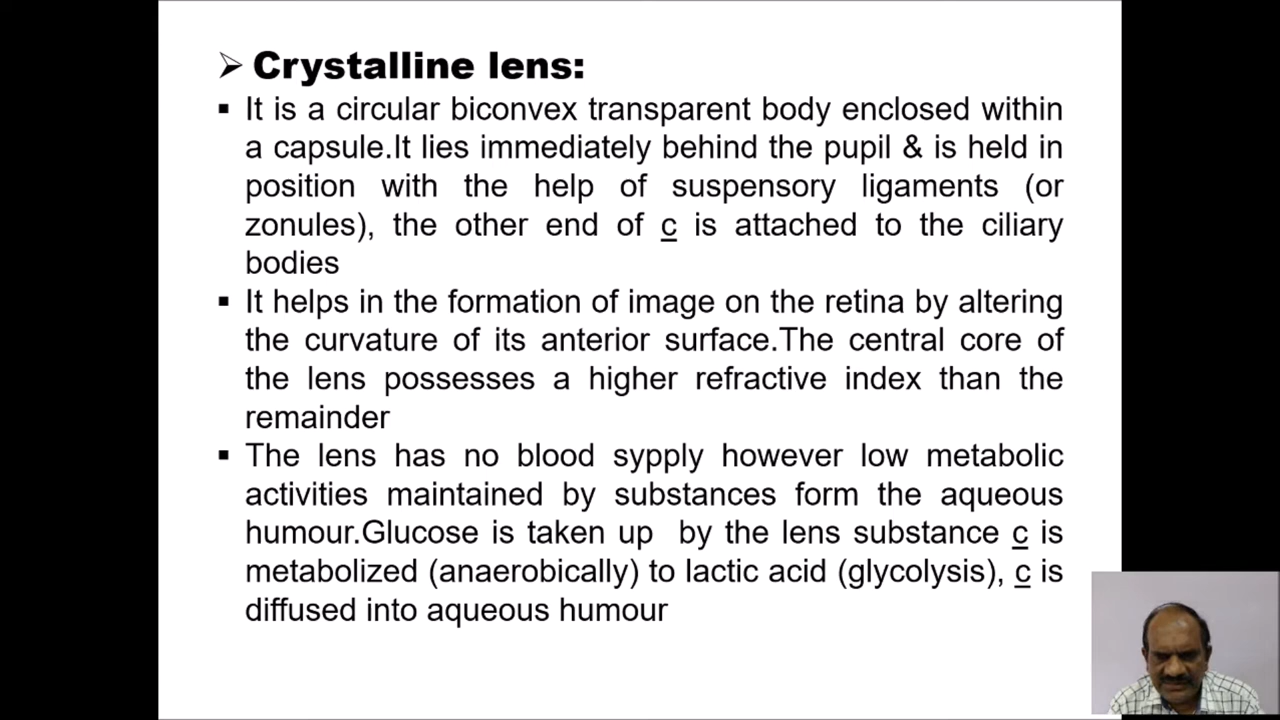 ➢ Crystalline lens:
▪ It is a circular biconvex transparent body enclosed within
a capsule.It lies immediately behind the pupil & is held in
position with the help of suspensory ligaments (or
zonules), the other end of c is attached to the ciliary
bodies
▪ It helps in the formation of image on the retina by altering
the curvature of its anterior surface.The central core of
the lens possesses a higher refractive index than the
remainder
▪ The lens has no blood sypply however low metabolic
activities maintained by substances form the aqueous
humour.Glucose is taken up by the lens substance c is
metabolized (anaerobically) to lactic acid (glycolysis), c is
diffused into aqueous humour